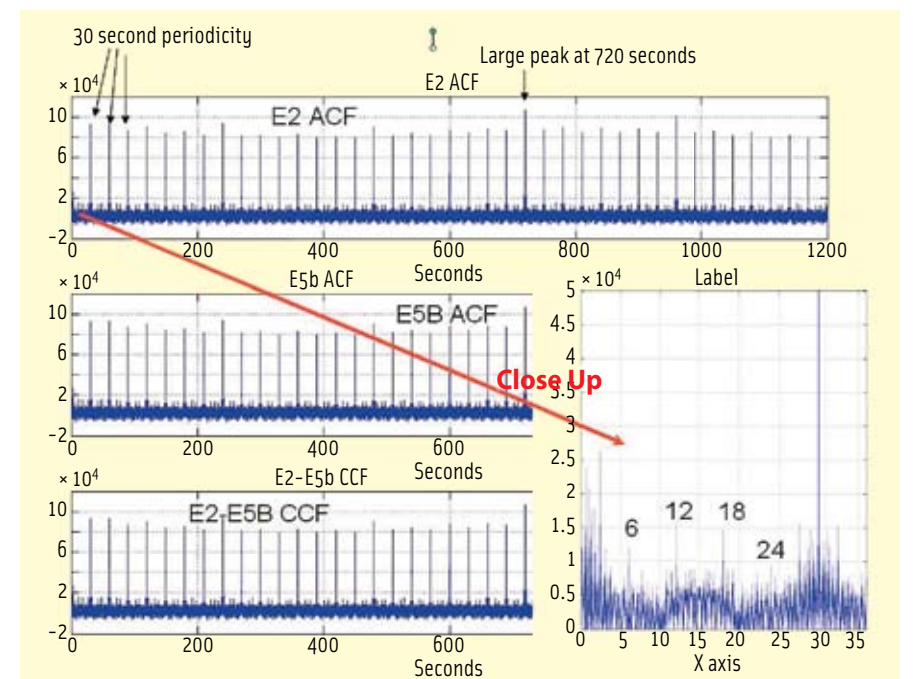 30 second periodicity
Large peak at 720 seconds
E2 ACF
× 10⁴
E2 ACF
10
6
2
-2
0 200 400 600 800 1000 1200
Seconds
E5b ACF
× 10⁴
E5B ACF
10
6
2
-2
0 200 400 600
Seconds
E2-E5b CCF
× 10⁴
E2-E5B CCF
10
6
2
-2
0 200 400 600
Seconds
Label
× 10⁴
5
4.5
4
Close Up
3.5
3
2.5
2
1.5
1
0.5
0
6 12 18 24
0 5 10 15 20 25 30 35
X axis